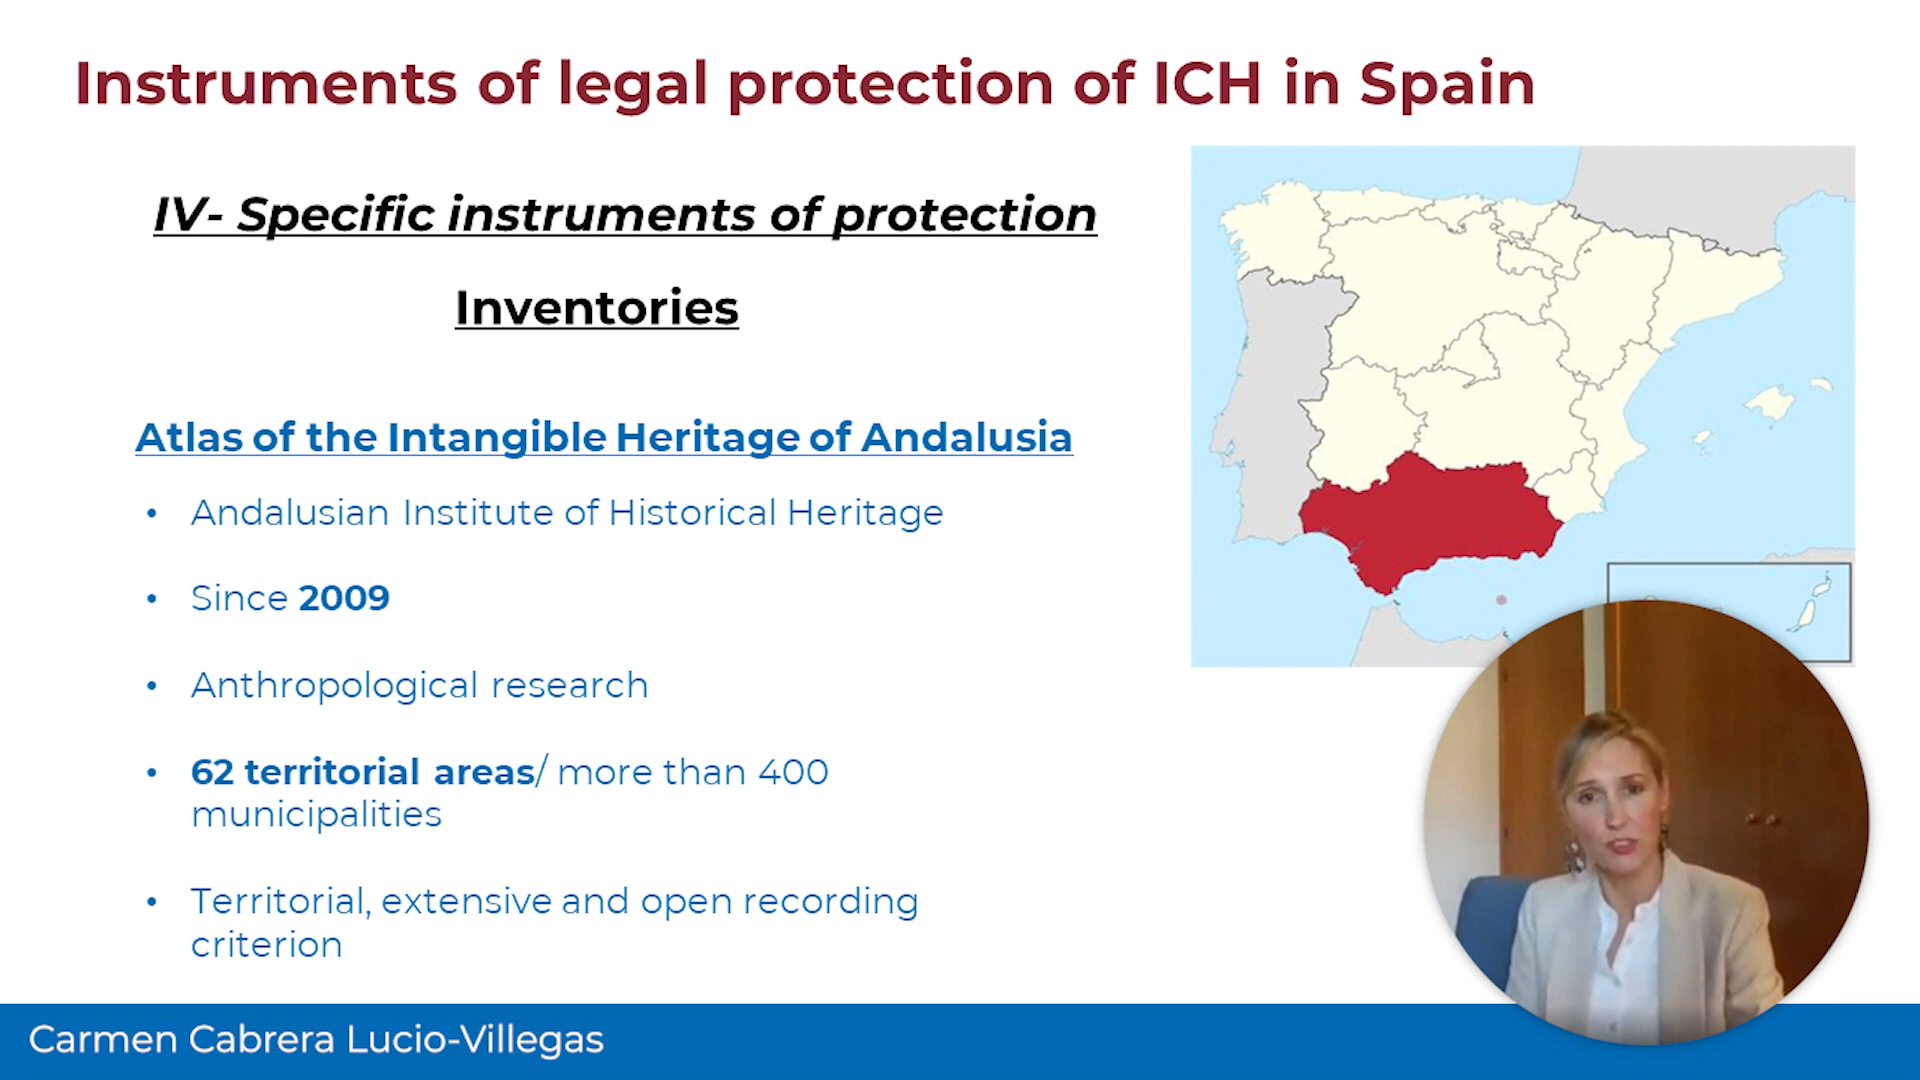 Instruments of legal protection of ICH in Spain
IV- Specific instruments of protection
Inventories
Atlas of the Intangible Heritage of Andalusia
• Andalusian Institute of Historical Heritage
• Since 2009
• Anthropological research
• 62 territorial areas/ more than 400
municipalities
• Territorial, extensive and open recording
criterion
Carmen Cabrera Lucio-Villegas